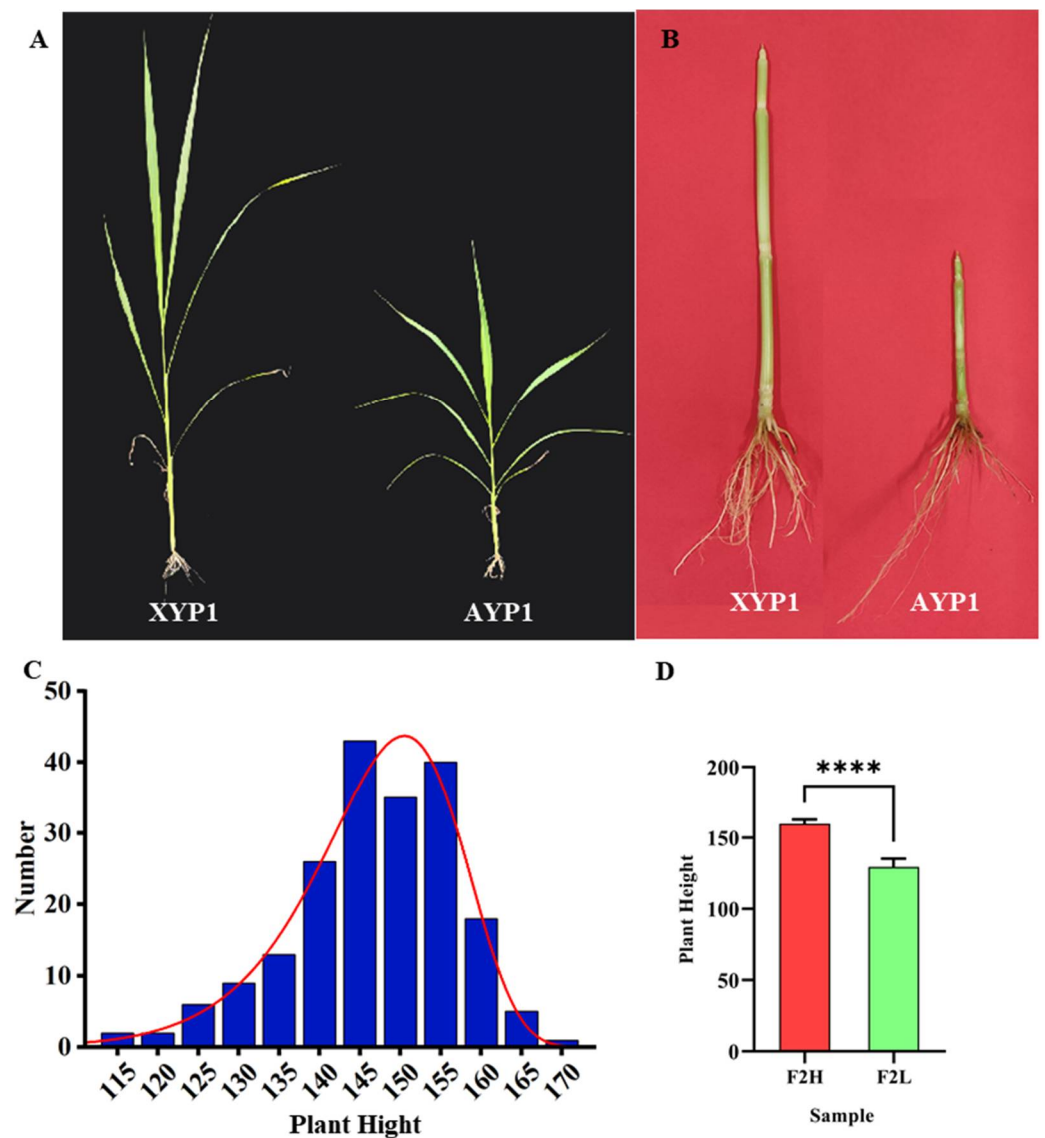 A
B
XYP1
AYP1
XYP1
AYP1
C
50
40
30
20
10
0
Number
115 120 125 130 135 140 145 150 155 160 165 170
Plant Hight
D
200
150
100
50
0
Plant Height
****
F2H F2L
Sample